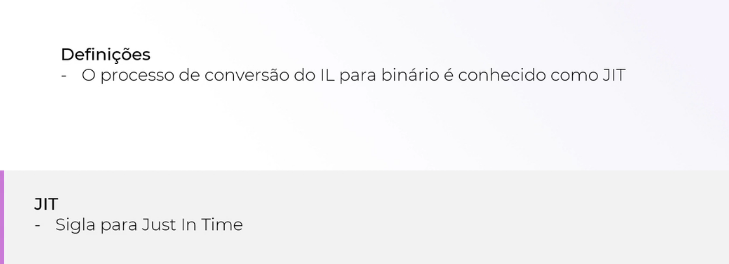 Definições
- O processo de conversão do IL para binário é conhecido como JIT
JIT
- Sigla para Just In Time